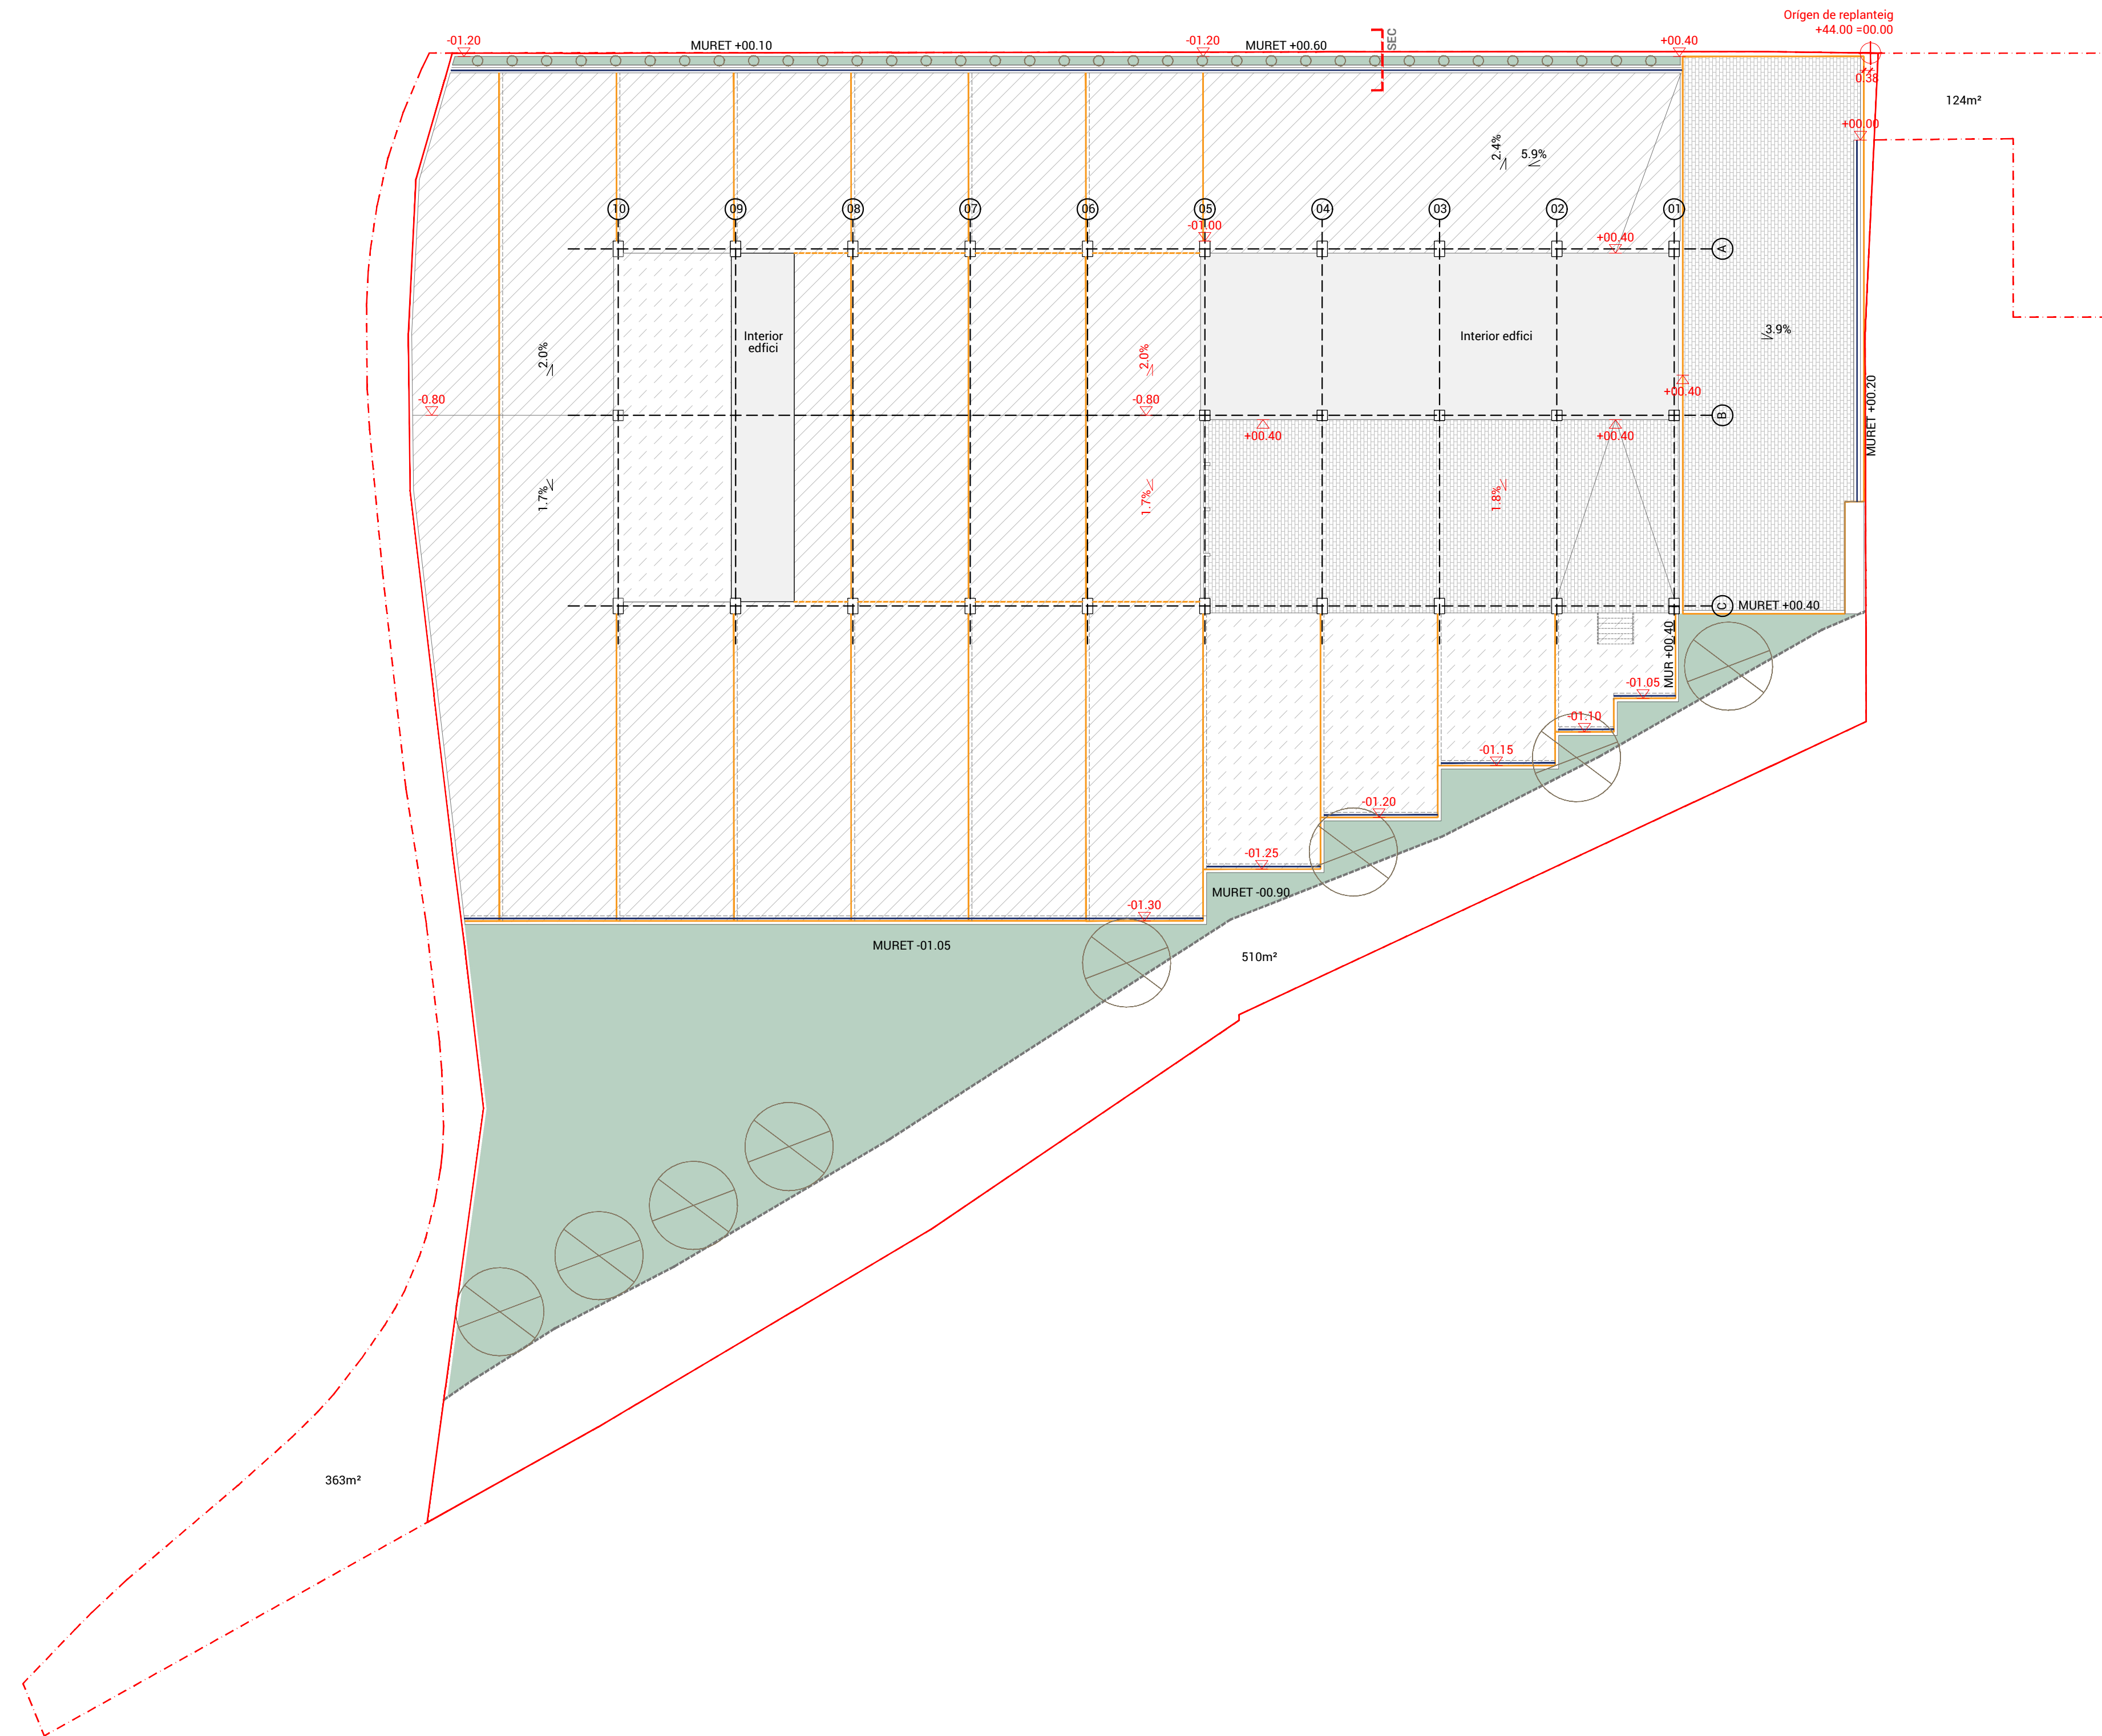 Orígen de replanteig
+44.00 =00.00
-01.20
MURET +00.10
-01.20
MURET +00.60
SEC
+00.40
0.38
124m²
+00.00
2.4%
5.9%
10
09
08
07
06
05
04
03
02
01
-01.00
+00.40
A
Interior
edfici
Interior edfici
3.9%
2.0%
2.0%
-0.80
-0.80
+00.40
MURET +00.20
B
+00.40
+00.40
1.7%
1.7%
1.8%
C
MURET +00.40
MUR +00.40
-01.05
-01.10
-01.15
-01.20
-01.25
MURET -00.90
-01.30
MURET -01.05
510m²
363m²